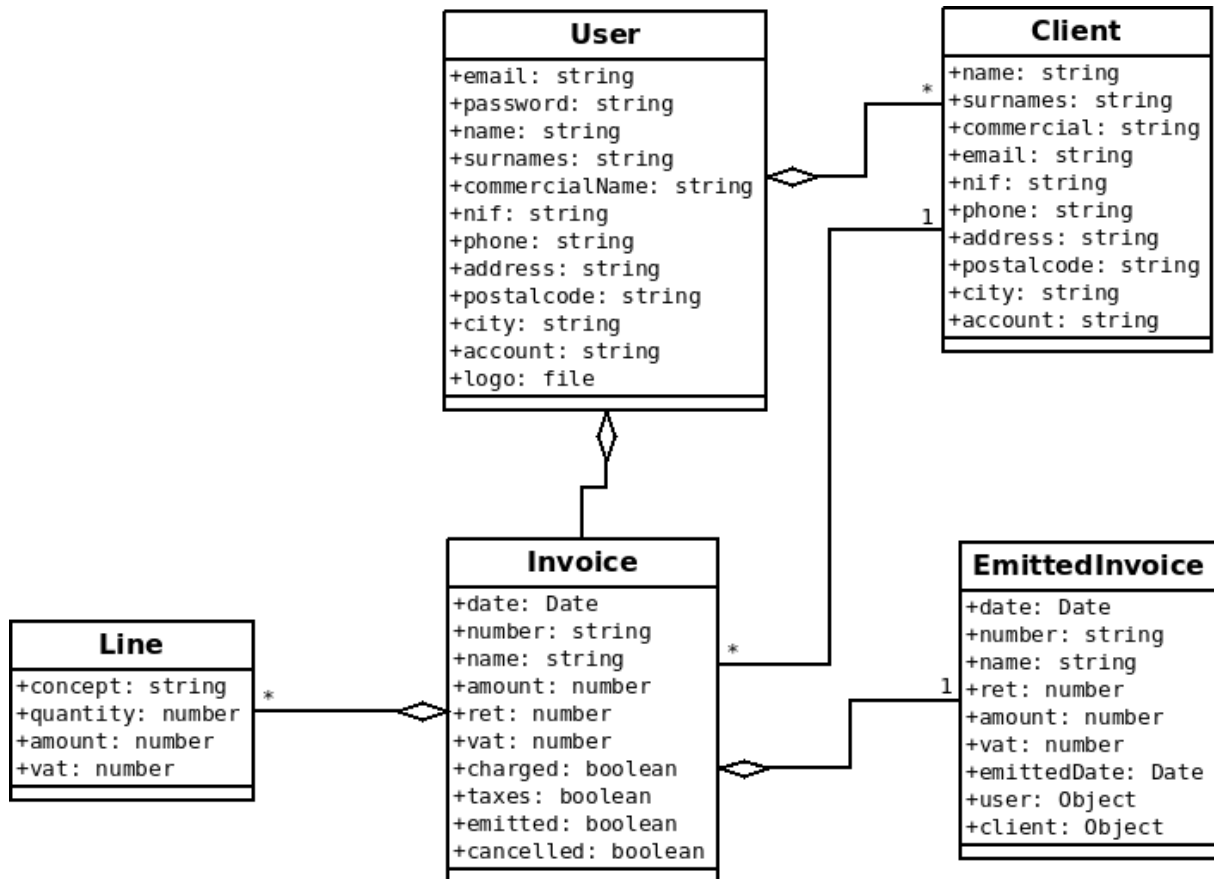 User
+email: string
+password: string
+name: string
+surnames: string
+commercialName: string
+nif: string
+phone: string
+address: string
+postalcode: string
+city: string
+account: string
+logo: file
Client
+name: string
+surnames: string
+commercial: string
+email: string
+nif: string
+phone: string
+address: string
+postalcode: string
+city: string
+account: string
*
1
Invoice
+date: Date
+number: string
+name: string
+amount: number
+ret: number
+vat: number
+charged: boolean
+taxes: boolean
+emitted: boolean
+cancelled: boolean
*
1
EmittedInvoice
+date: Date
+number: string
+name: string
+ret: number
+amount: number
+vat: number
+emittedDate: Date
+user: Object
+client: Object
Line
+concept: string
+quantity: number
+amount: number
+vat: number
*